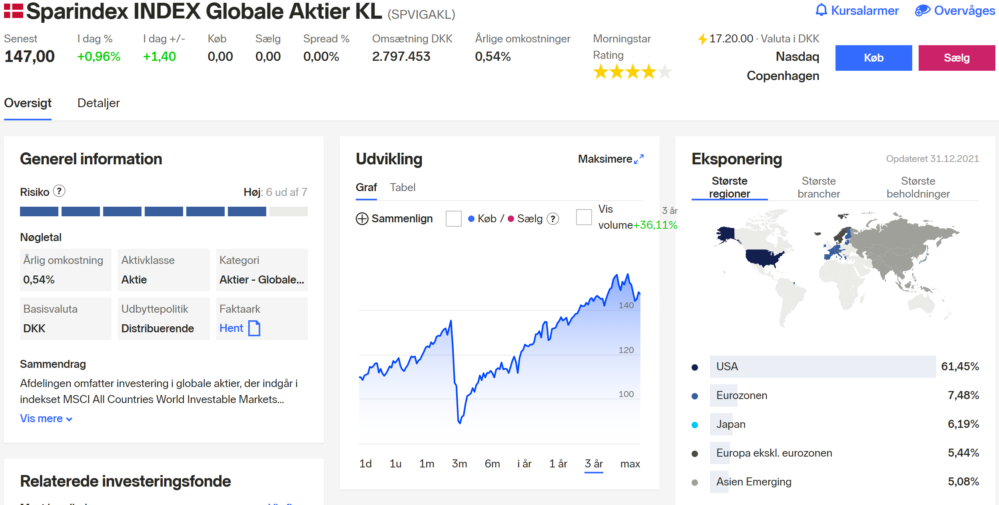 Sparindex INDEX Globale Aktier KL (SPVIGAKL)
Kursalarmer
Overvåges
Senest
147,00
I dag %
+0,96%
I dag +/-
+1,40
Køb
0,00
Sælg
0,00
Spread %
0,00%
Omsætning DKK
2.797.453
Årlige omkostninger
0,54%
Morningstar
Rating
17.20.00 · Valuta i DKK
Nasdaq
Copenhagen
Køb
Sælg
Oversigt
Detaljer
Generel information
Risiko ?
Høj: 6 ud af 7
Nøgletal
Årlig omkostning
0,54%
Aktivklasse
Aktie
Kategori
Aktier - Globale...
Basisvaluta
DKK
Udbyttepolitik
Distribuerende
Faktaark
Hent
Sammendrag
Afdelingen omfatter investering i globale aktier, der indgår i
indekset MSCI All Countries World Investable Markets...
Vis mere
Relaterede investeringsfonde
Udvikling
Maksimere
Graf
Tabel
Sammenlign
Køb / Sælg ?
Vis
volume
3 år
+36,11%
140
120
100
1d
1u
1m
3m
6m
i år
1 år
3 år
max
Eksponering
Opdateret 31.12.2021
Største
regioner
Største
brancher
Største
beholdninger
USA 61,45%
Eurozonen 7,48%
Japan 6,19%
Europa ekskl. eurozonen 5,44%
Asien Emerging 5,08%